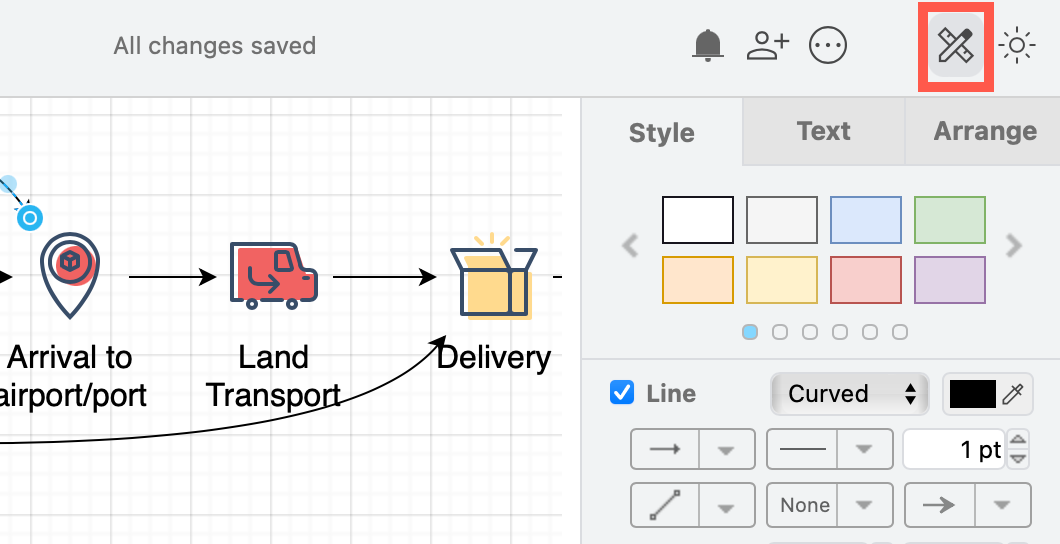 All changes saved
Style
Text
Arrange
Arrival to
airport/port
Land
Transport
Delivery
Line
Curved
1 pt
None